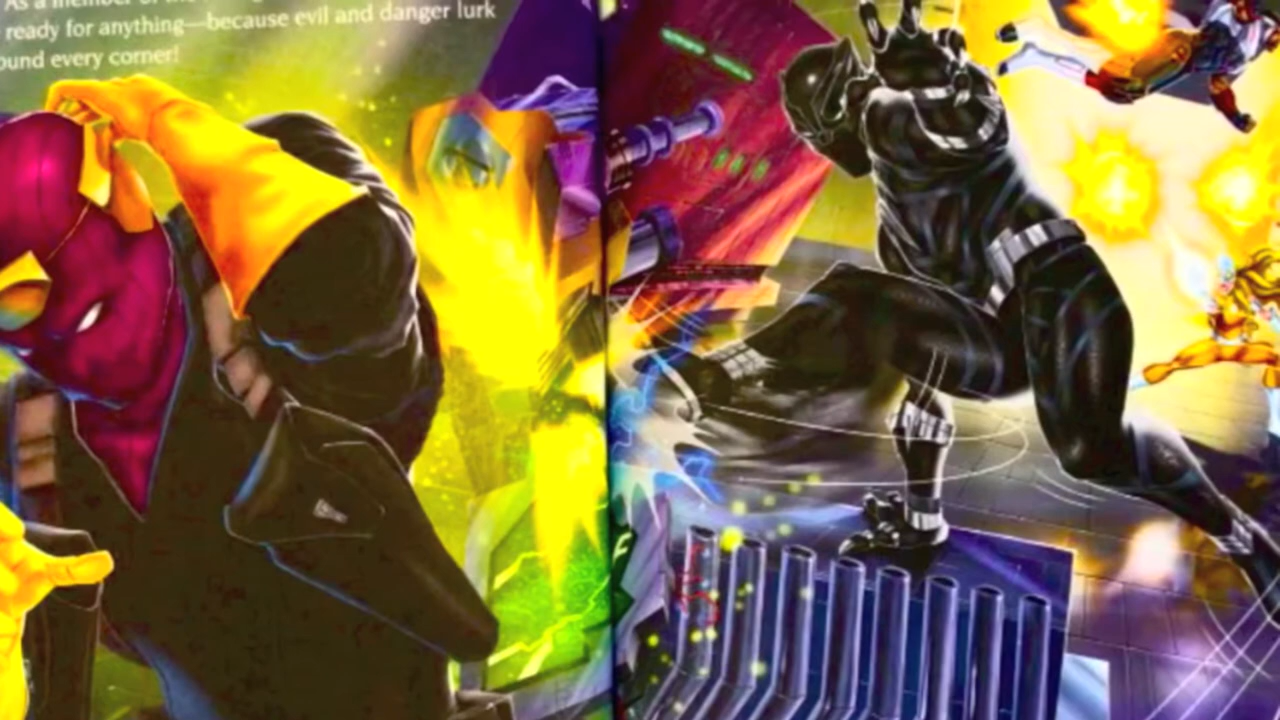 As a member of the
ready for anything—because evil and danger lurk
ound every corner!